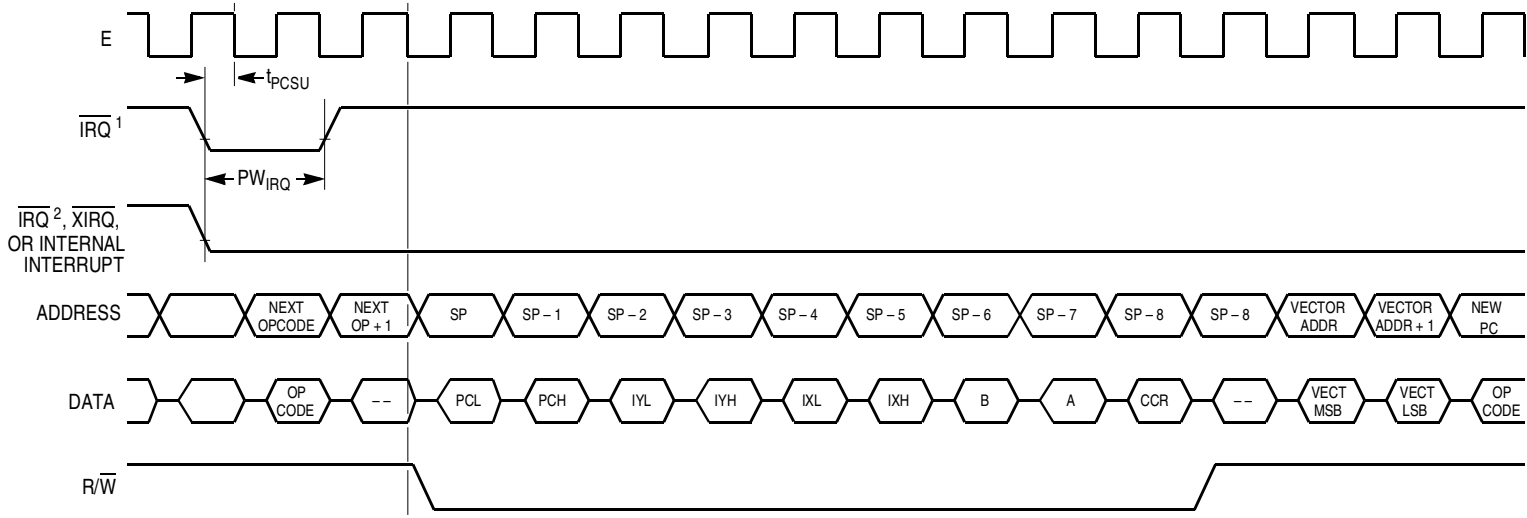 E
tPCSU
IRQ 1
PWIRQ
IRQ 2, XIRQ,
OR INTERNAL
INTERRUPT
ADDRESS
NEXT
OPCODE
NEXT
OP + 1
SP
SP – 1
SP – 2
SP – 3
SP – 4
SP – 5
SP – 6
SP – 7
SP – 8
SP – 8
VECTOR
ADDR
VECTOR
ADDR + 1
NEW
PC
DATA
OP
CODE
– –
PCL
PCH
IYL
IYH
IXL
IXH
B
A
CCR
– –
VECT
MSB
VECT
LSB
OP
CODE
R/W